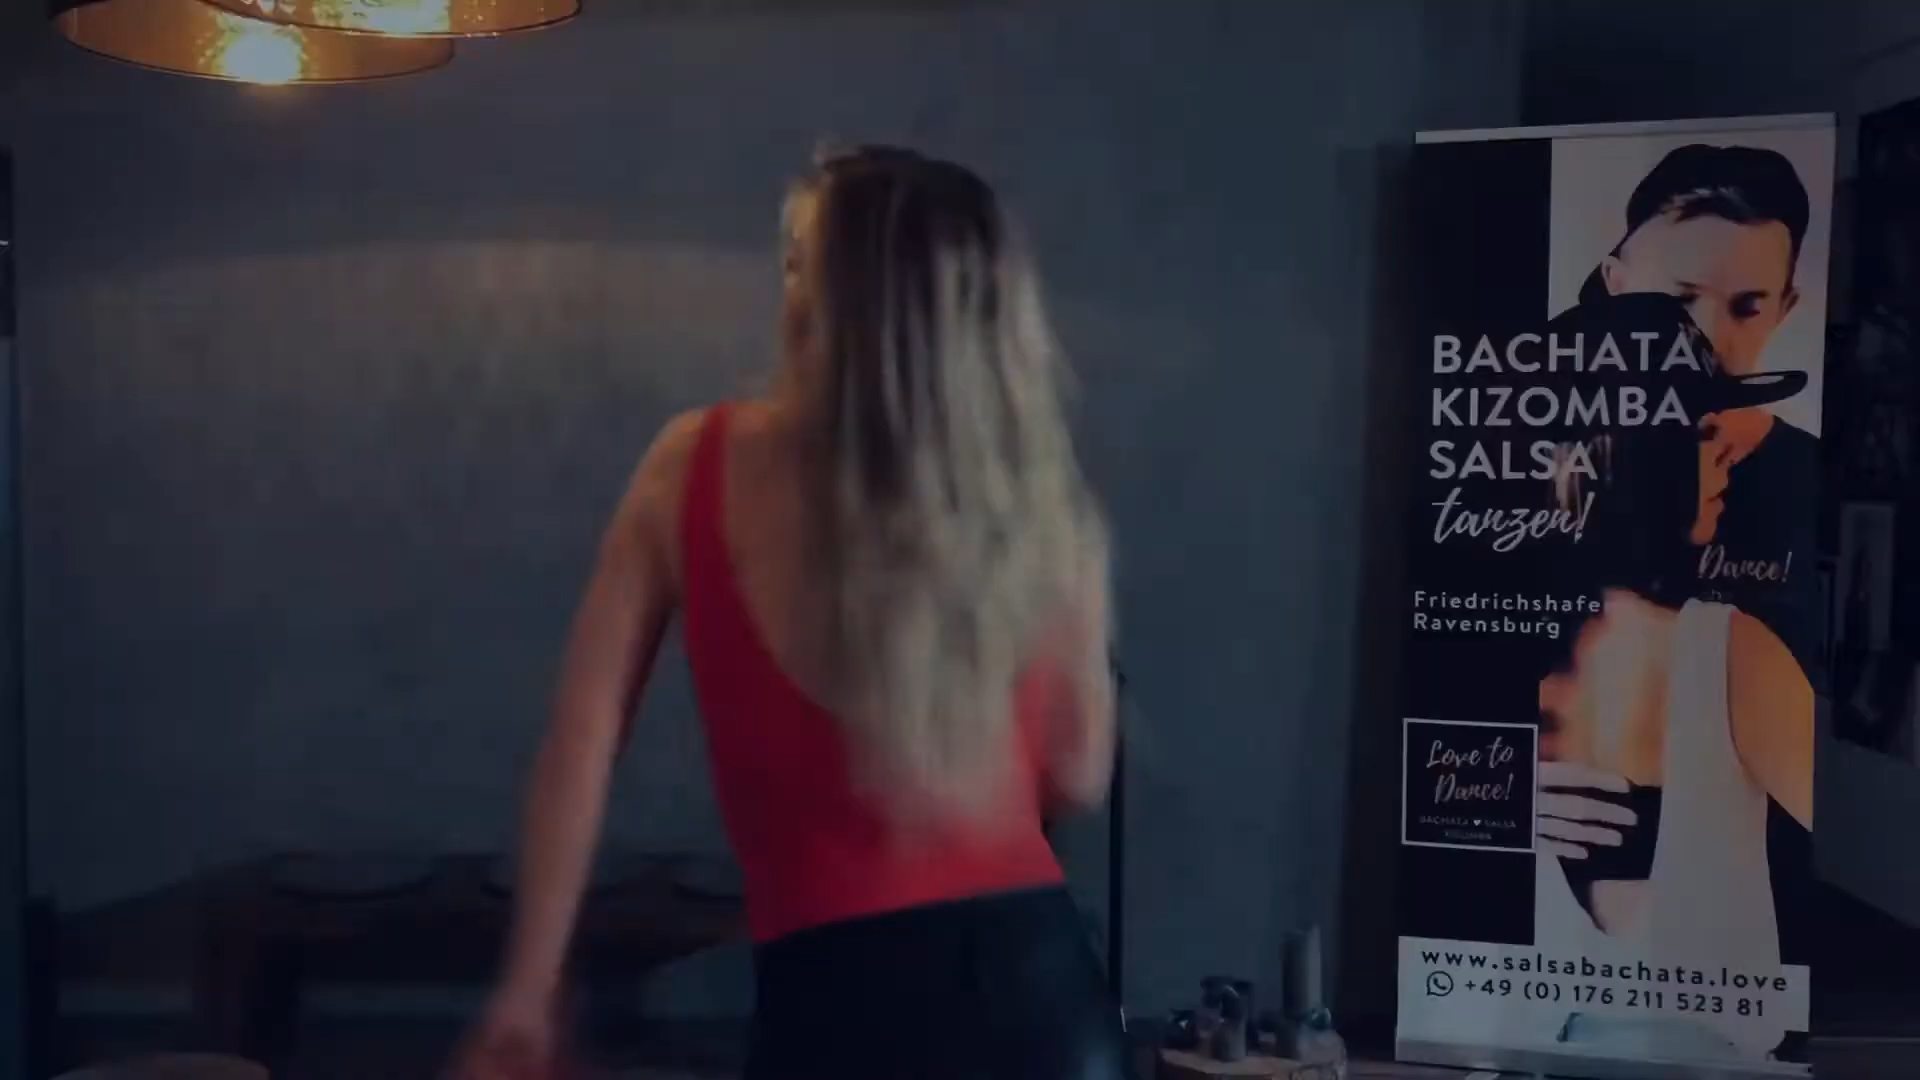 BACHATA
KIZOMBA
SALSA
tanzen!
Dance!
Friedrichshafe
Ravensburg
Love to
Dance!
BACHATA ♥ SALSA
KIZOMBA
www.salsabachata.love
+49 (0) 176 211 523 81